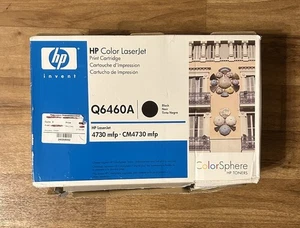 hp
invent
HP Color LaserJet
Print Cartridge
Cartouche d'impression
Cartucho de impresión
Q6460A
Black
Noir
HP LaserJet
4730 mfp • CM4730 mfp
ColorSphere
HP TONERS